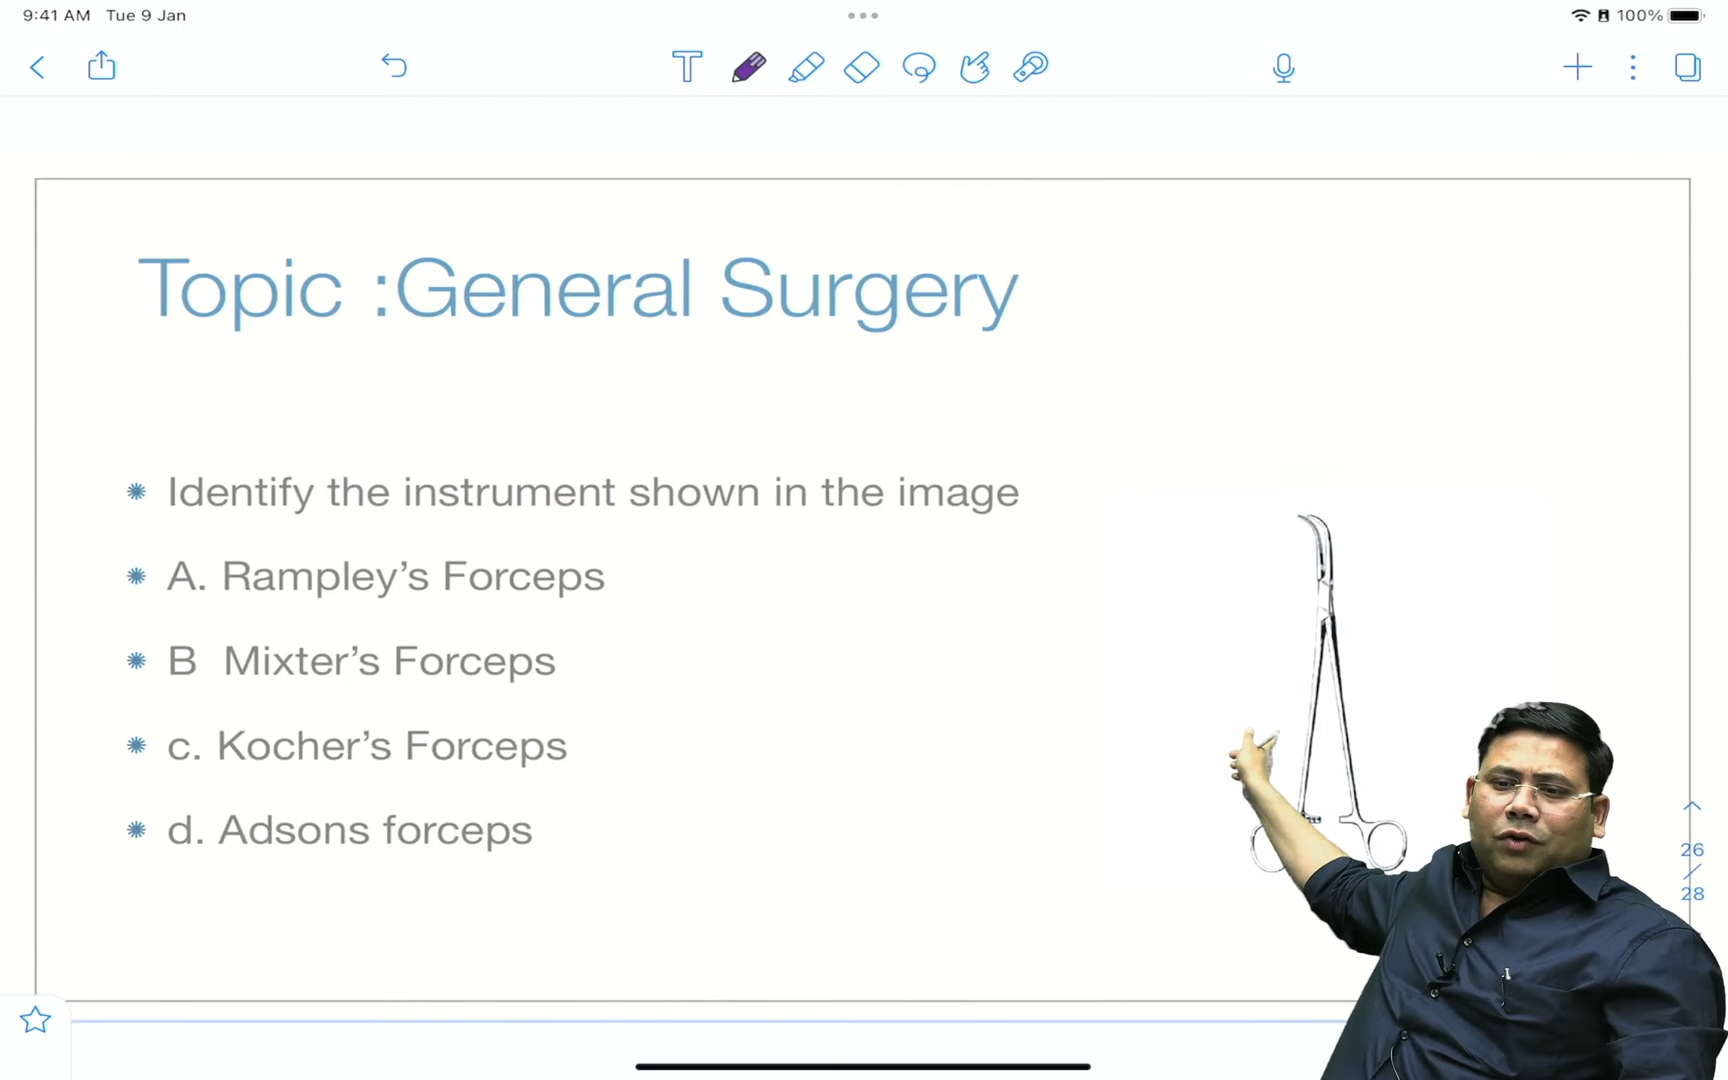 9:41 AM Tue 9 Jan
100%
T
Topic :General Surgery
Identify the instrument shown in the image
A. Rampley’s Forceps
B Mixter’s Forceps
c. Kocher’s Forceps
d. Adsons forceps
26
/
28